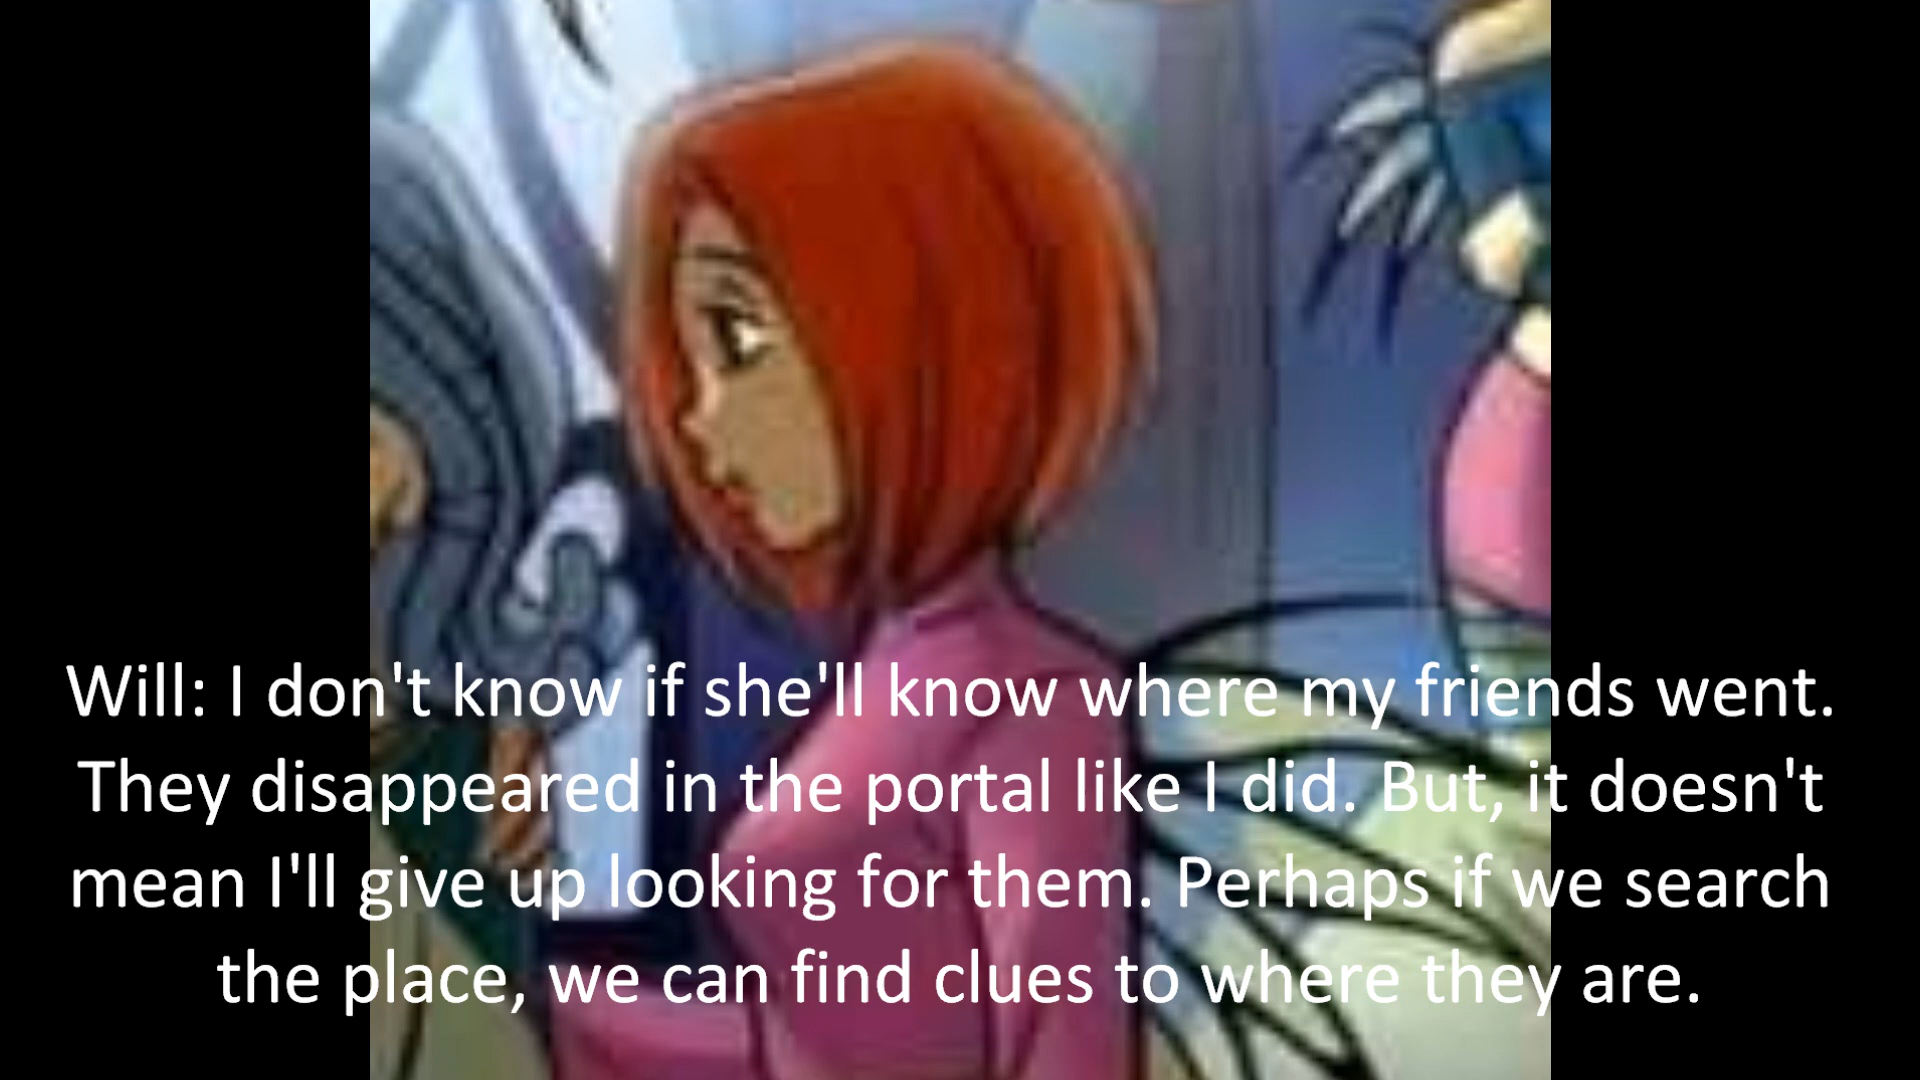 Will: I don't know if she'll know where my friends went.
They disappeared in the portal like I did. But, it doesn't
mean I'll give up looking for them. Perhaps if we search
the place, we can find clues to where they are.